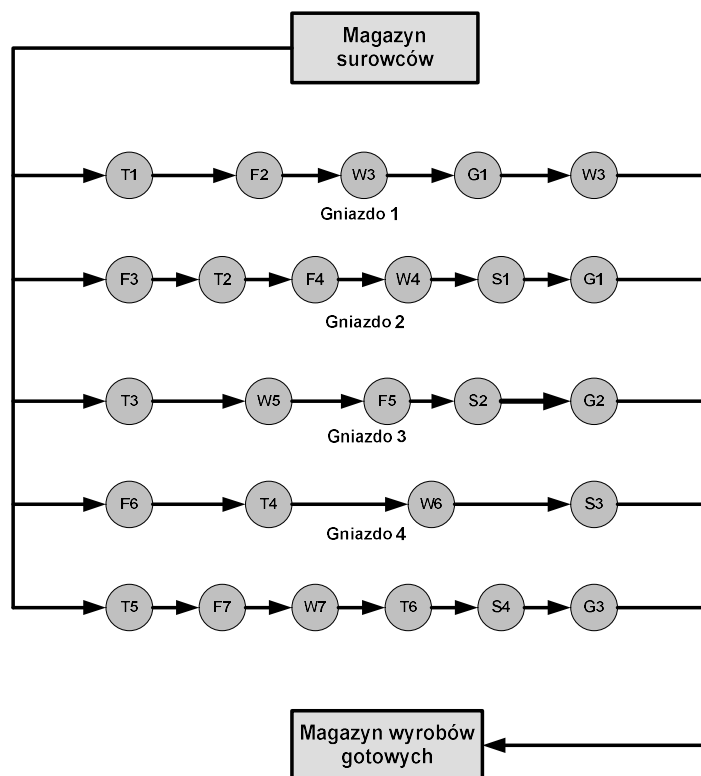 Magazyn
surowców
T1 F2 W3 G1 W3
Gniazdo 1
F3 T2 F4 W4 S1 G1
Gniazdo 2
T3 W5 F5 S2 G2
Gniazdo 3
F6 T4 W6 S3
Gniazdo 4
T5 F7 W7 T6 S4 G3
Magazyn wyrobów
gotowych